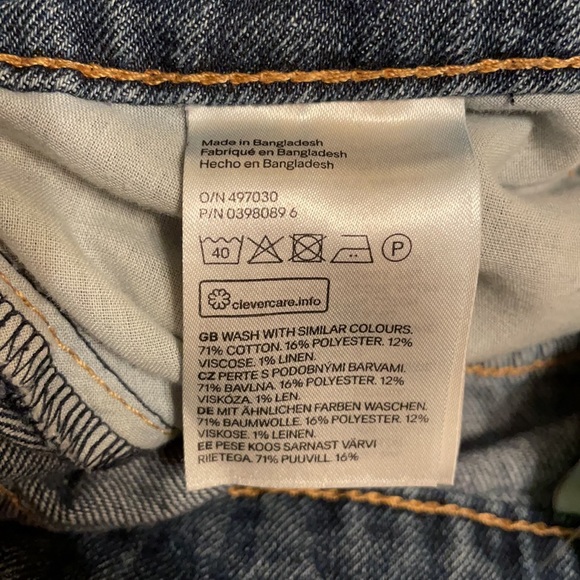 Made in Bangladesh
Fabriqué en Bangladesh
Hecho en Bangladesh
O/N 497030
P/N 0398089 6
40 P
clevercare.info
GB WASH WITH SIMILAR COLOURS.
71% COTTON. 16% POLYESTER. 12%
VISCOSE. 1% LINEN.
CZ PERTE S PODOBNÝMI BARVAMI.
71% BAVLNA. 16% POLYESTER. 12%
VISKÓZA. 1% LEN.
DE MIT ÄHNLICHEN FARBEN WASCHEN.
71% BAUMWOLLE. 16% POLYESTER. 12%
VISKOSE. 1% LEINEN.
EE PESE KOOS SARNAST VÄRVI
RIIETEGA. 71% PUUVILL. 16%